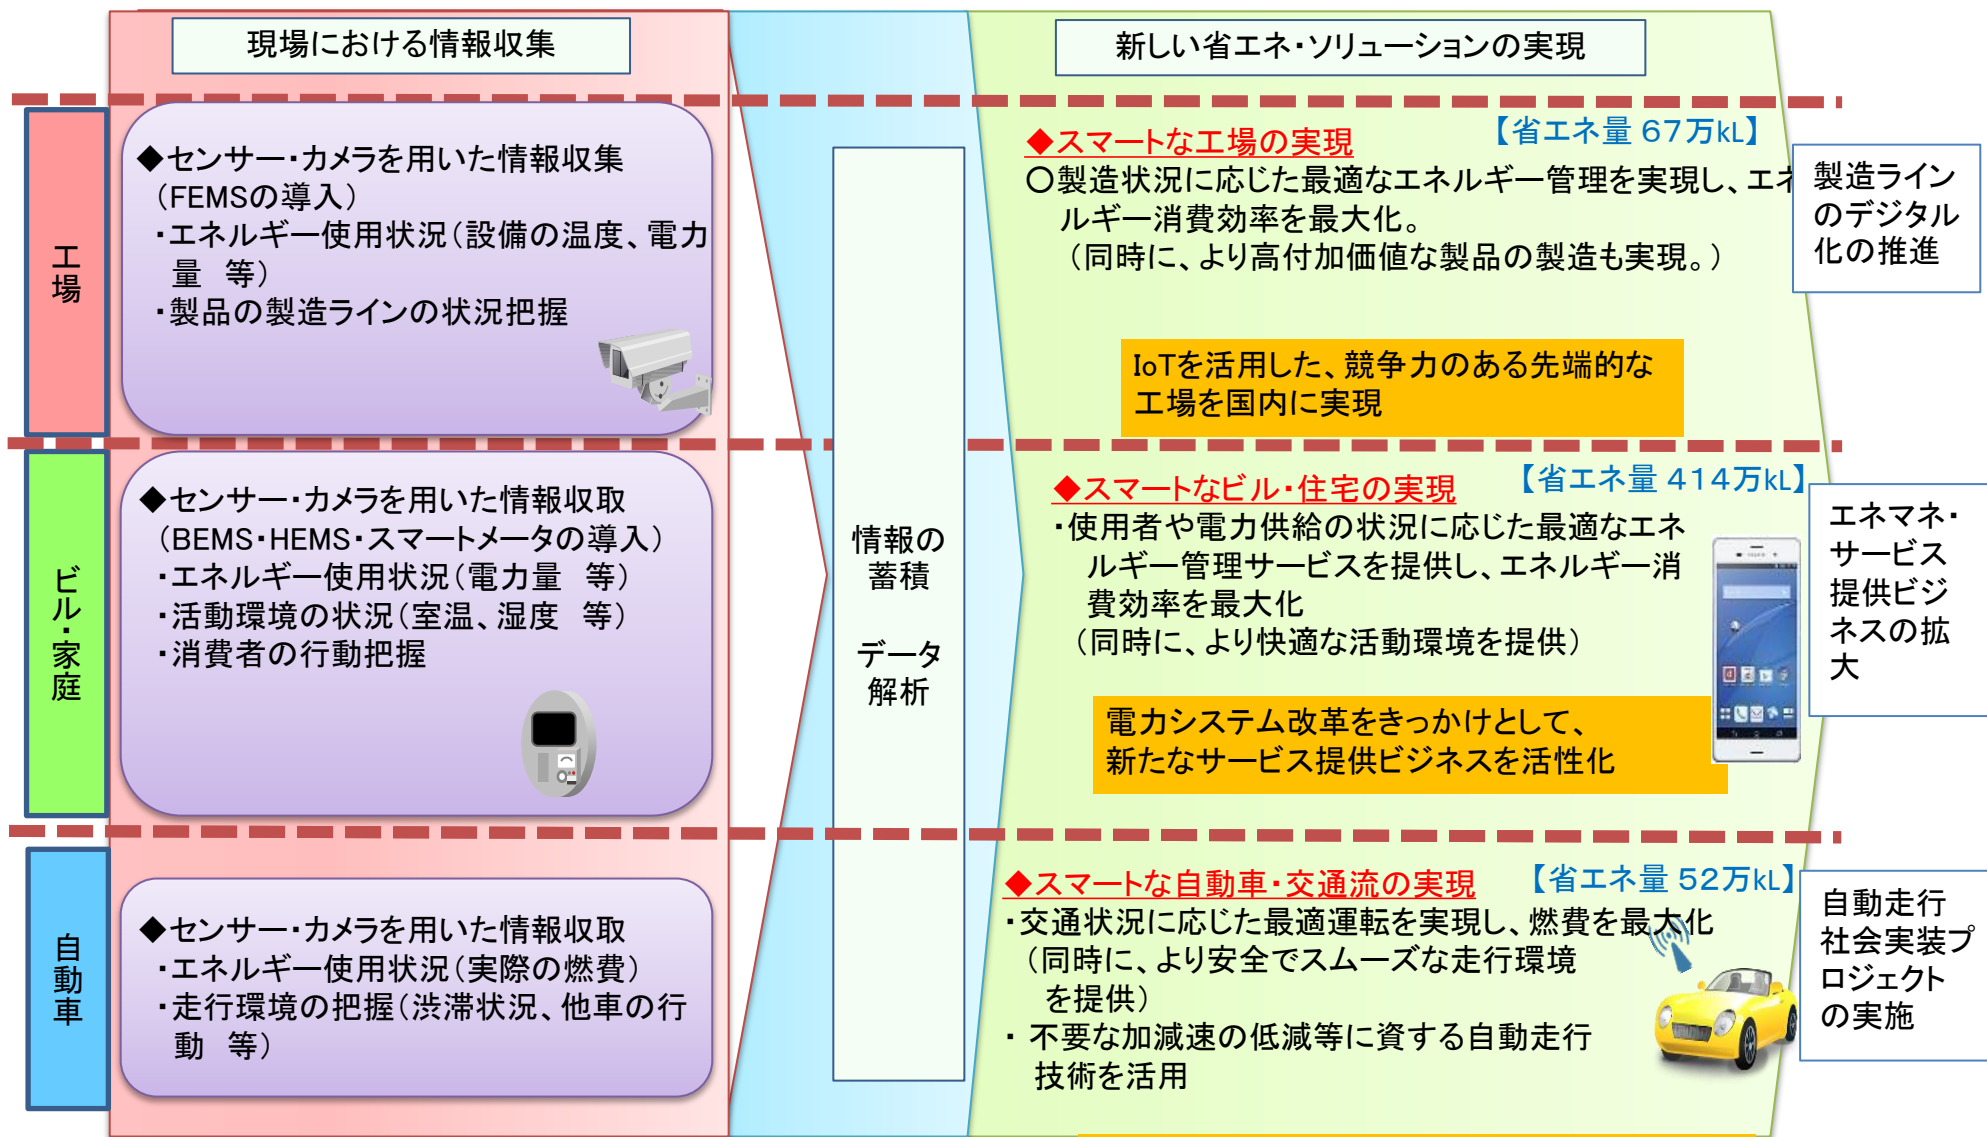 現場における情報収集
新しい省エネ・ソリューションの実現
工場
◆センサー・カメラを用いた情報収集
（FEMSの導入）
・エネルギー使用状況（設備の温度、電力
量　等）
・製品の製造ラインの状況把握
◆スマートな工場の実現
【省エネ量 67万kL】
〇製造状況に応じた最適なエネルギー管理を実現し、エネ
ルギー消費効率を最大化。
（同時に、より高付加価値な製品の製造も実現。）
IoTを活用した、競争力のある先端的な
工場を国内に実現
製造ライン
のデジタル
化の推進
ビル・家庭
◆センサー・カメラを用いた情報収取
（BEMS・HEMS・スマートメータの導入）
・エネルギー使用状況（電力量　等）
・活動環境の状況（室温、湿度　等）
・消費者の行動把握
情報の
蓄積
データ
解析
◆スマートなビル・住宅の実現
【省エネ量 414万kL】
・使用者や電力供給の状況に応じた最適なエネ
ルギー管理サービスを提供し、エネルギー消
費効率を最大化
（同時に、より快適な活動環境を提供）
電力システム改革をきっかけとして、
新たなサービス提供ビジネスを活性化
エネマネ・
サービス
提供ビジ
ネスの拡
大
自動車
◆センサー・カメラを用いた情報収取
・エネルギー使用状況（実際の燃費）
・走行環境の把握（渋滞状況、他車の行
動　等）
◆スマートな自動車・交通流の実現
【省エネ量 52万kL】
・交通状況に応じた最適運転を実現し、燃費を最大化
（同時に、より安全でスムーズな走行環境
を提供）
・ 不要な加減速の低減等に資する自動走行
技術を活用
自動走行
社会実装プ
ロジェクト
の実施